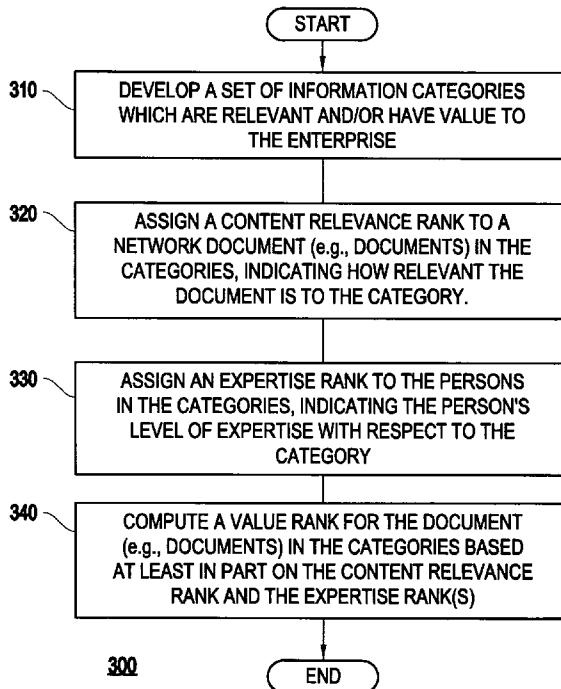 START
310
DEVELOP A SET OF INFORMATION CATEGORIES
WHICH ARE RELEVANT AND/OR HAVE VALUE TO
THE ENTERPRISE
320
ASSIGN A CONTENT RELEVANCE RANK TO A
NETWORK DOCUMENT (e.g., DOCUMENTS) IN THE
CATEGORIES, INDICATING HOW RELEVANT THE
DOCUMENT IS TO THE CATEGORY.
330
ASSIGN AN EXPERTISE RANK TO THE PERSONS
IN THE CATEGORIES, INDICATING THE PERSON'S
LEVEL OF EXPERTISE WITH RESPECT TO THE
CATEGORY
340
COMPUTE A VALUE RANK FOR THE DOCUMENT
(e.g., DOCUMENTS) IN THE CATEGORIES BASED
AT LEAST IN PART ON THE CONTENT RELEVANCE
RANK AND THE EXPERTISE RANK(S)
300
END